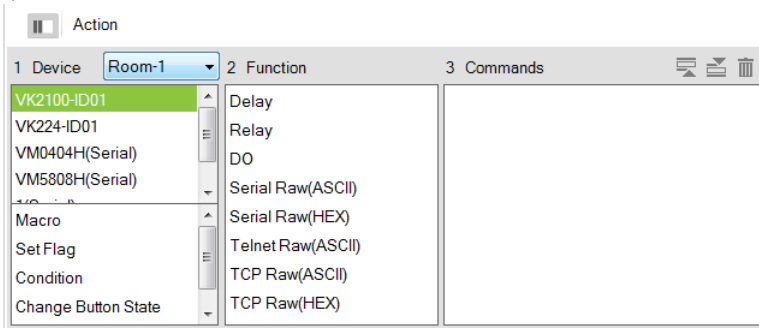 Action
1 Device Room-1 2 Function 3 Commands
VK2100-ID01
VK224-ID01
VM0404H(Serial)
VM5808H(Serial)
Macro
Set Flag
Condition
Change Button State
Delay
Relay
DO
Serial Raw(ASCII)
Serial Raw(HEX)
Telnet Raw(ASCII)
TCP Raw(ASCII)
TCP Raw(HEX)